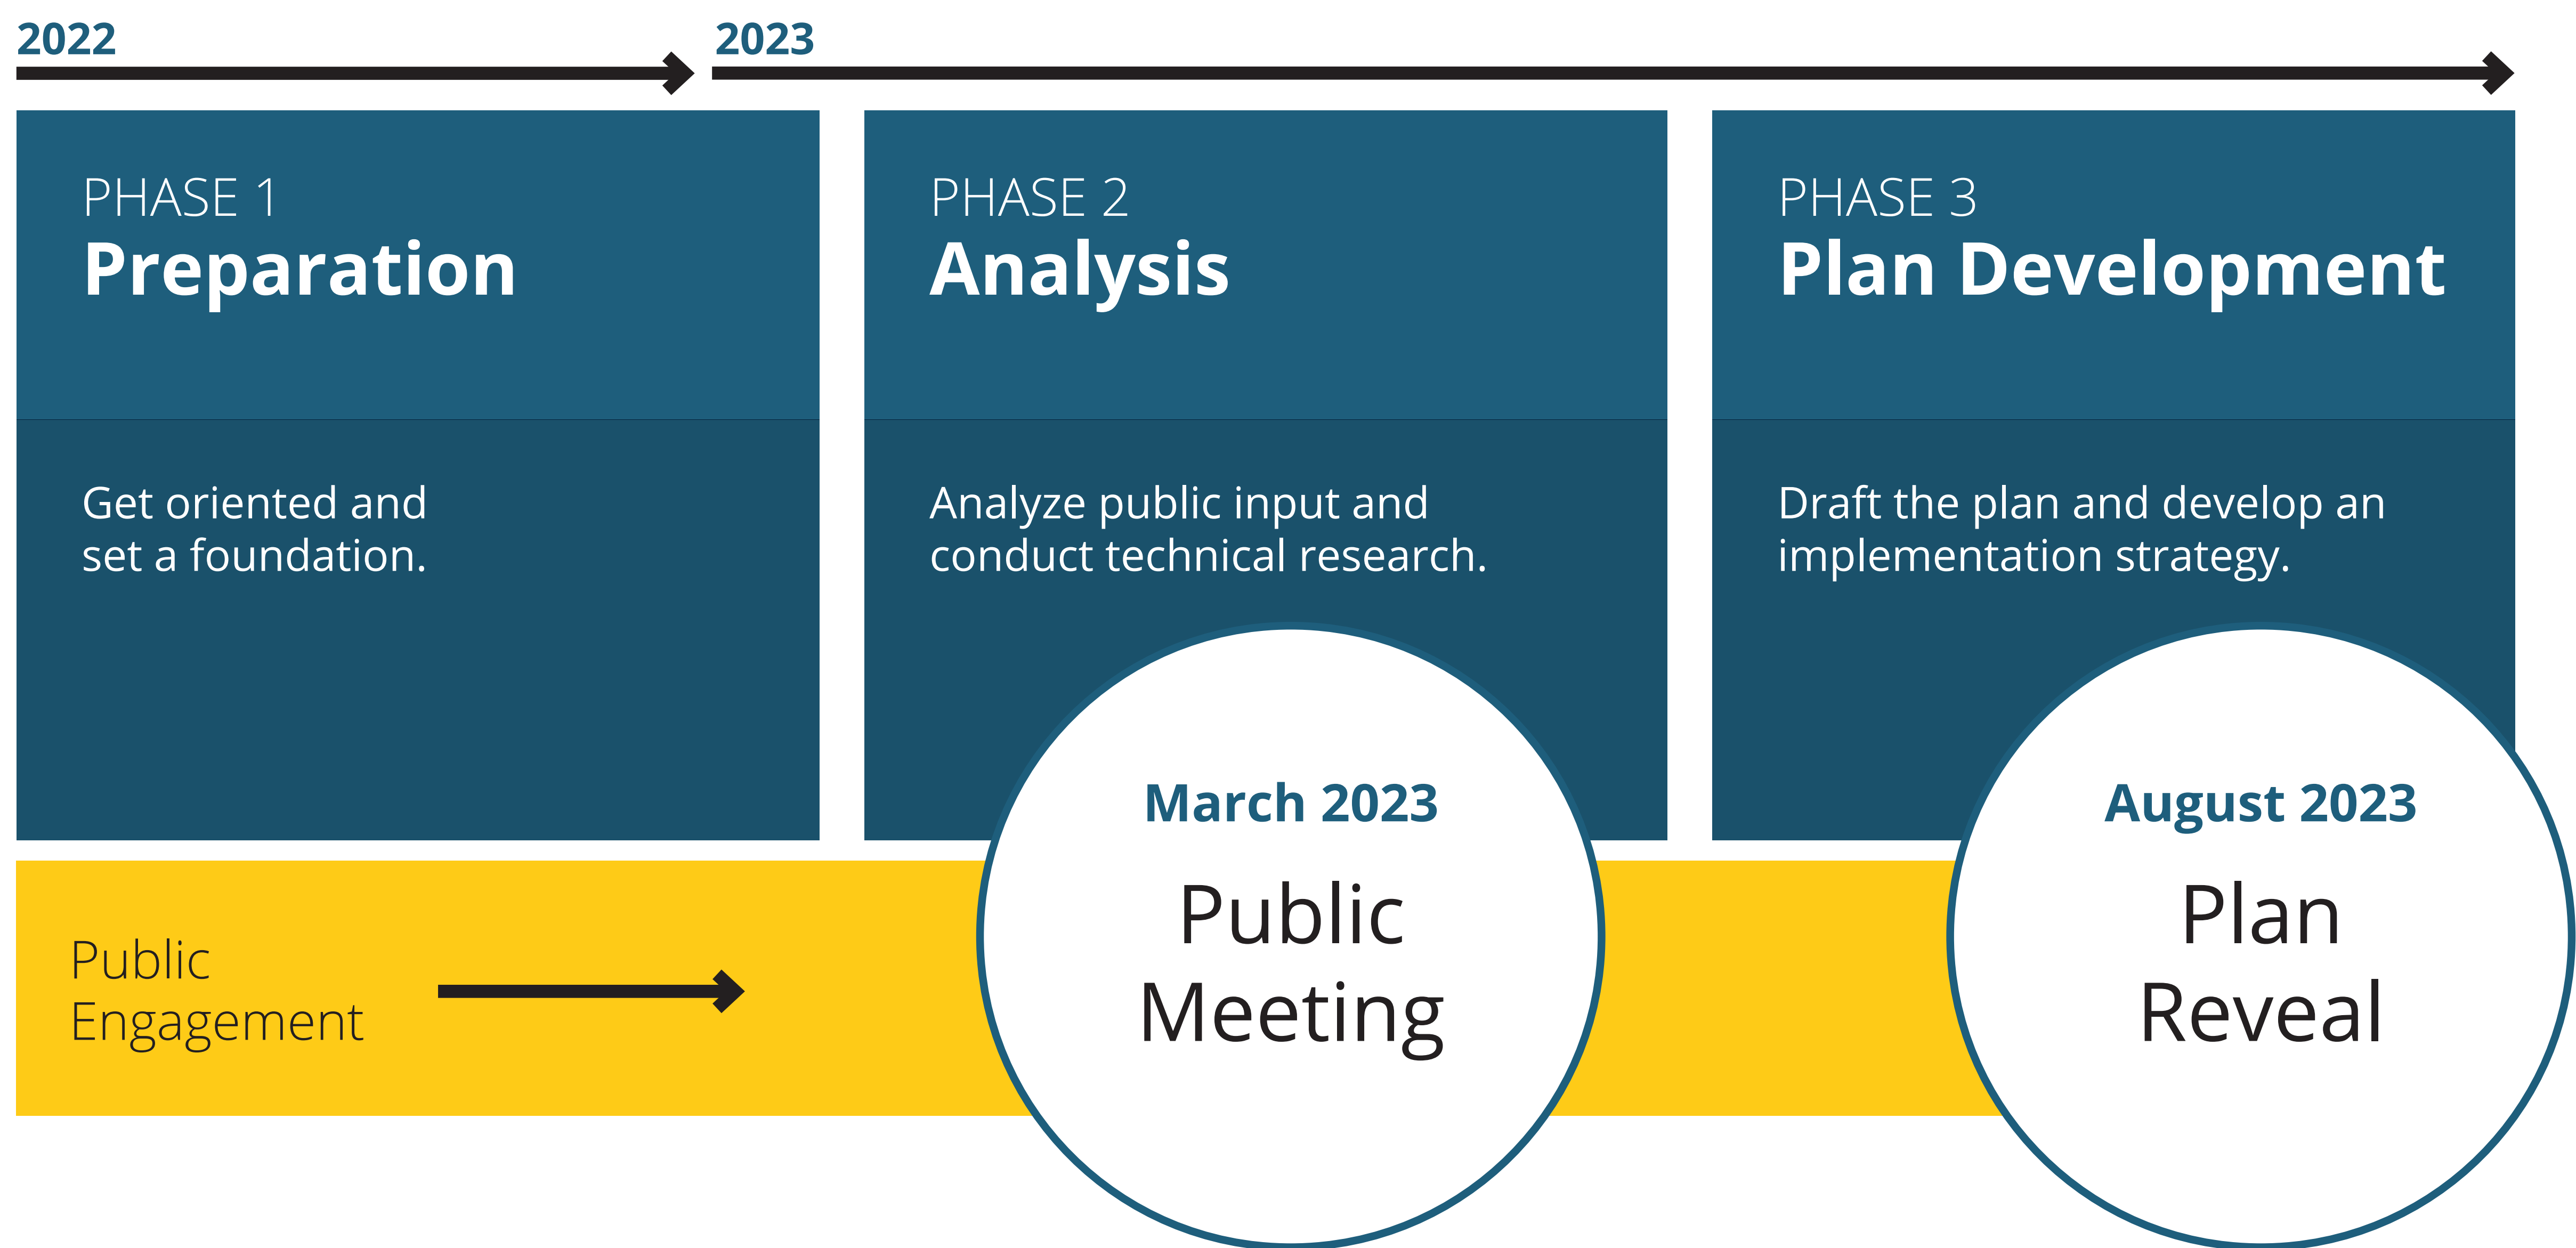 2022
2023
PHASE 1
Preparation
Get oriented and
set a foundation.
PHASE 2
Analysis
Analyze public input and
conduct technical research.
PHASE 3
Plan Development
Draft the plan and develop an
implementation strategy.
Public
Engagement
March 2023
Public
Meeting
August 2023
Plan
Reveal